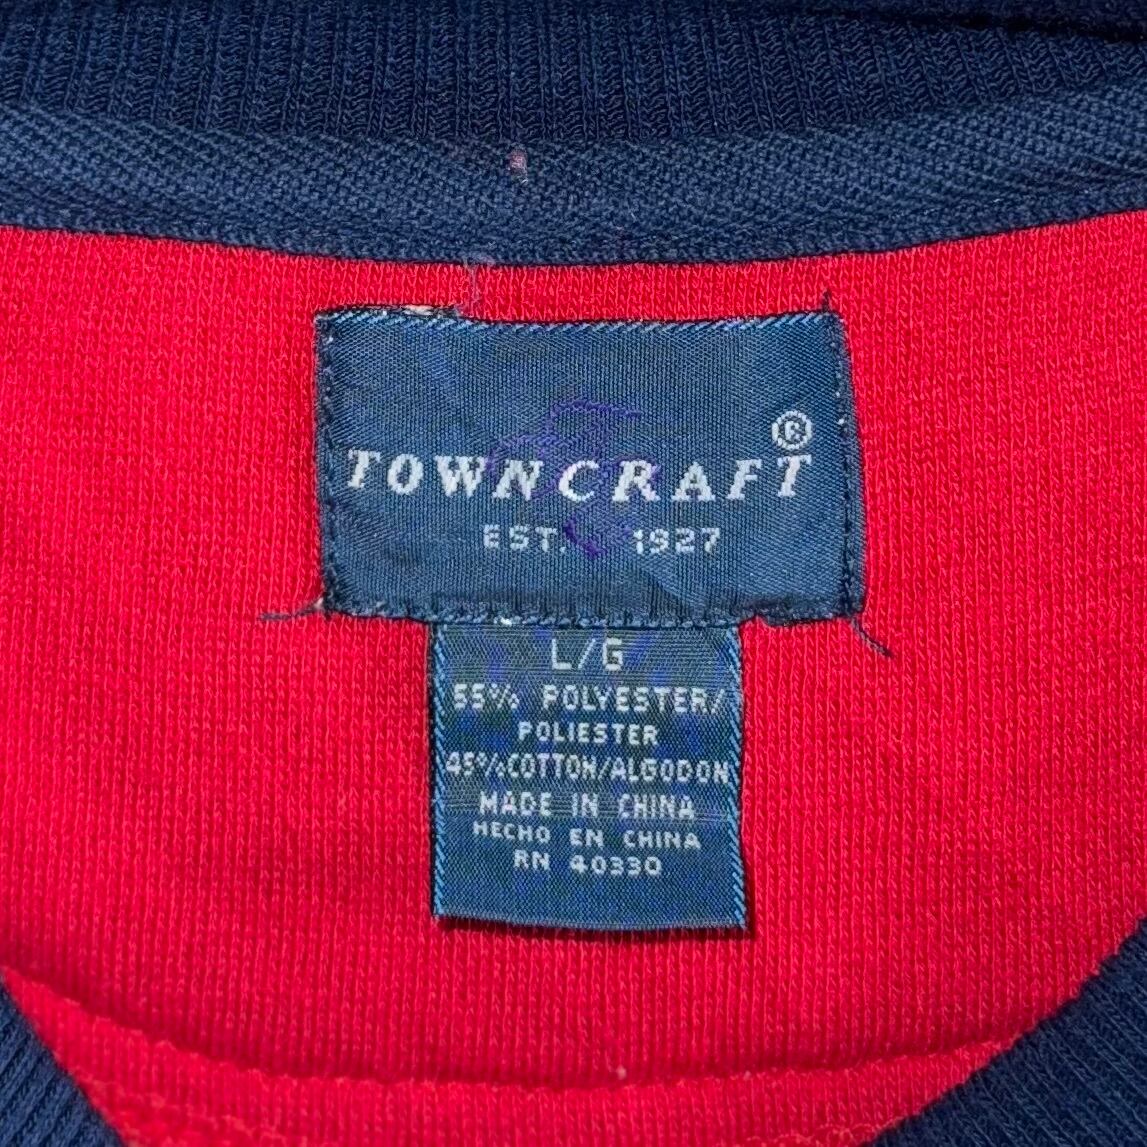 TOWNCRAFT®
EST. 1927
L/G
55% POLYESTER/
POLIESTER
45%COTTON/ALGODON
MADE IN CHINA
HECHO EN CHINA
RN 40330